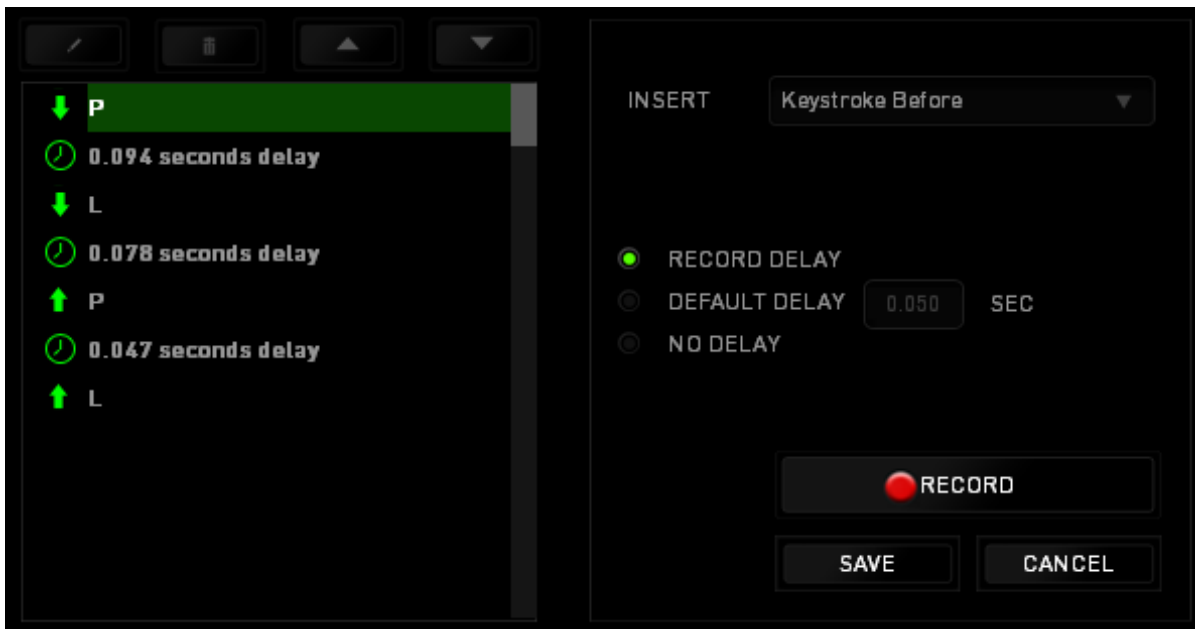 P
0.094 seconds delay
L
0.078 seconds delay
P
0.047 seconds delay
L
INSERT Keystroke Before
RECORD DELAY
DEFAULT DELAY 0.050 SEC
NO DELAY
RECORD
SAVE CANCEL